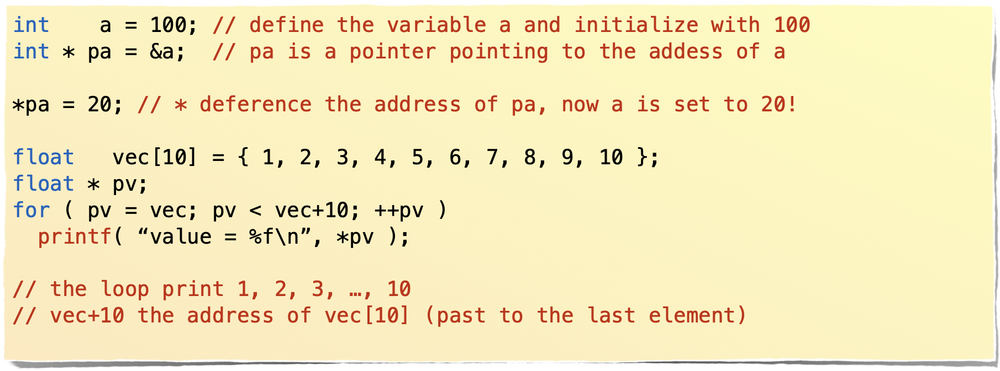 int    a = 100; // define the variable a and initialize with 100
int * pa = &a;  // pa is a pointer pointing to the addess of a
*pa = 20; // * deference the address of pa, now a is set to 20!
float   vec[10] = { 1, 2, 3, 4, 5, 6, 7, 8, 9, 10 };
float * pv;
for ( pv = vec; pv < vec+10; ++pv )
  printf( “value = %f\n”, *pv );
// the loop print 1, 2, 3, …, 10
// vec+10 the address of vec[10] (past to the last element)